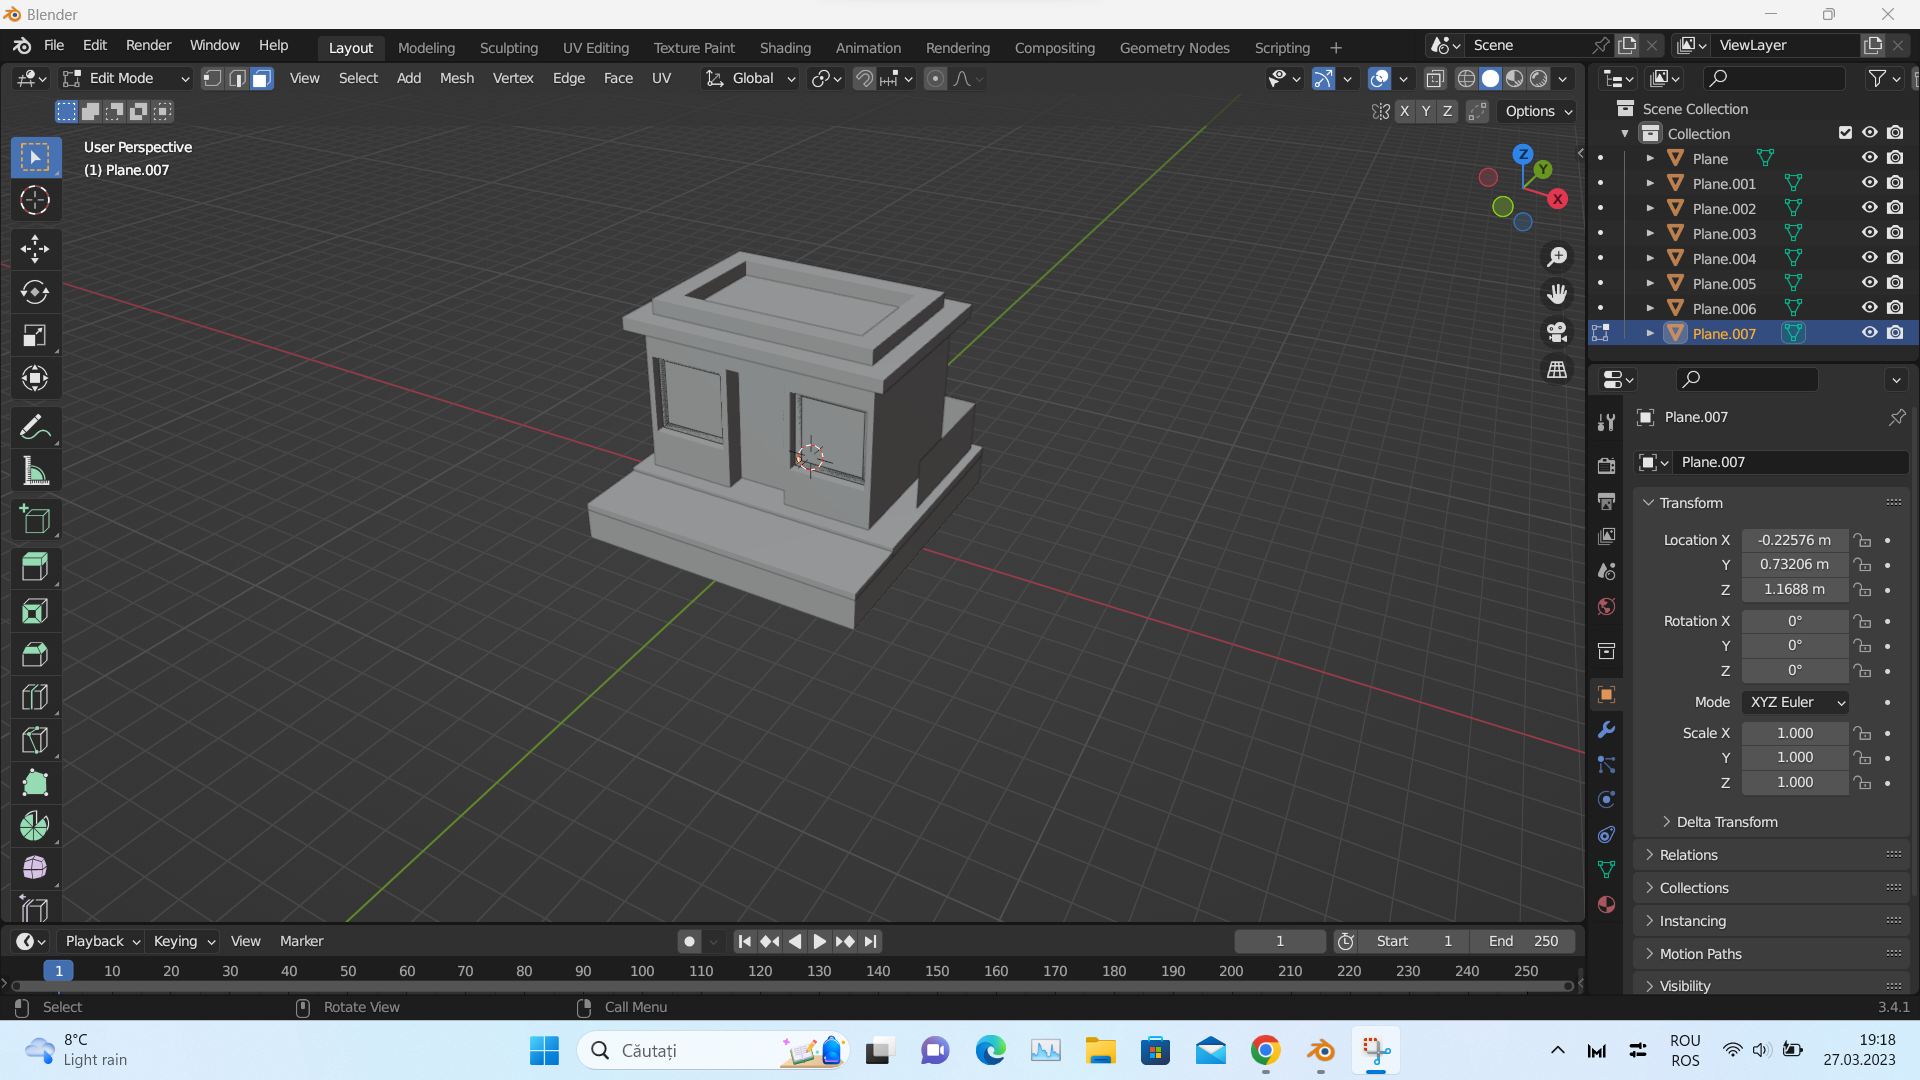 Blender
File Edit Render Window Help Layout Modeling Sculpting UV Editing Texture Paint Shading Animation Rendering Compositing Geometry Nodes Scripting + Scene ViewLayer
Edit Mode View Select Add Mesh Vertex Edge Face UV Global
X Y Z Options
User Perspective
(1) Plane.007
Z
Y
X
Scene Collection
Collection
Plane
Plane.001
Plane.002
Plane.003
Plane.004
Plane.005
Plane.006
Plane.007
Plane.007
Plane.007
Transform
Location X -0.22576 m
Y 0.73206 m
Z 1.1688 m
Rotation X 0°
Y 0°
Z 0°
Mode XYZ Euler
Scale X 1.000
Y 1.000
Z 1.000
Delta Transform
Relations
Collections
Instancing
Motion Paths
Visibility
Playback Keying View Marker 1 Start 1 End 250
1 10 20 30 40 50 60 70 80 90 100 110 120 130 140 150 160 170 180 190 200 210 220 230 240 250
Select Rotate View Call Menu 3.4.1
8°C
Light rain
Căutați
ROU
ROS
19:18
27.03.2023